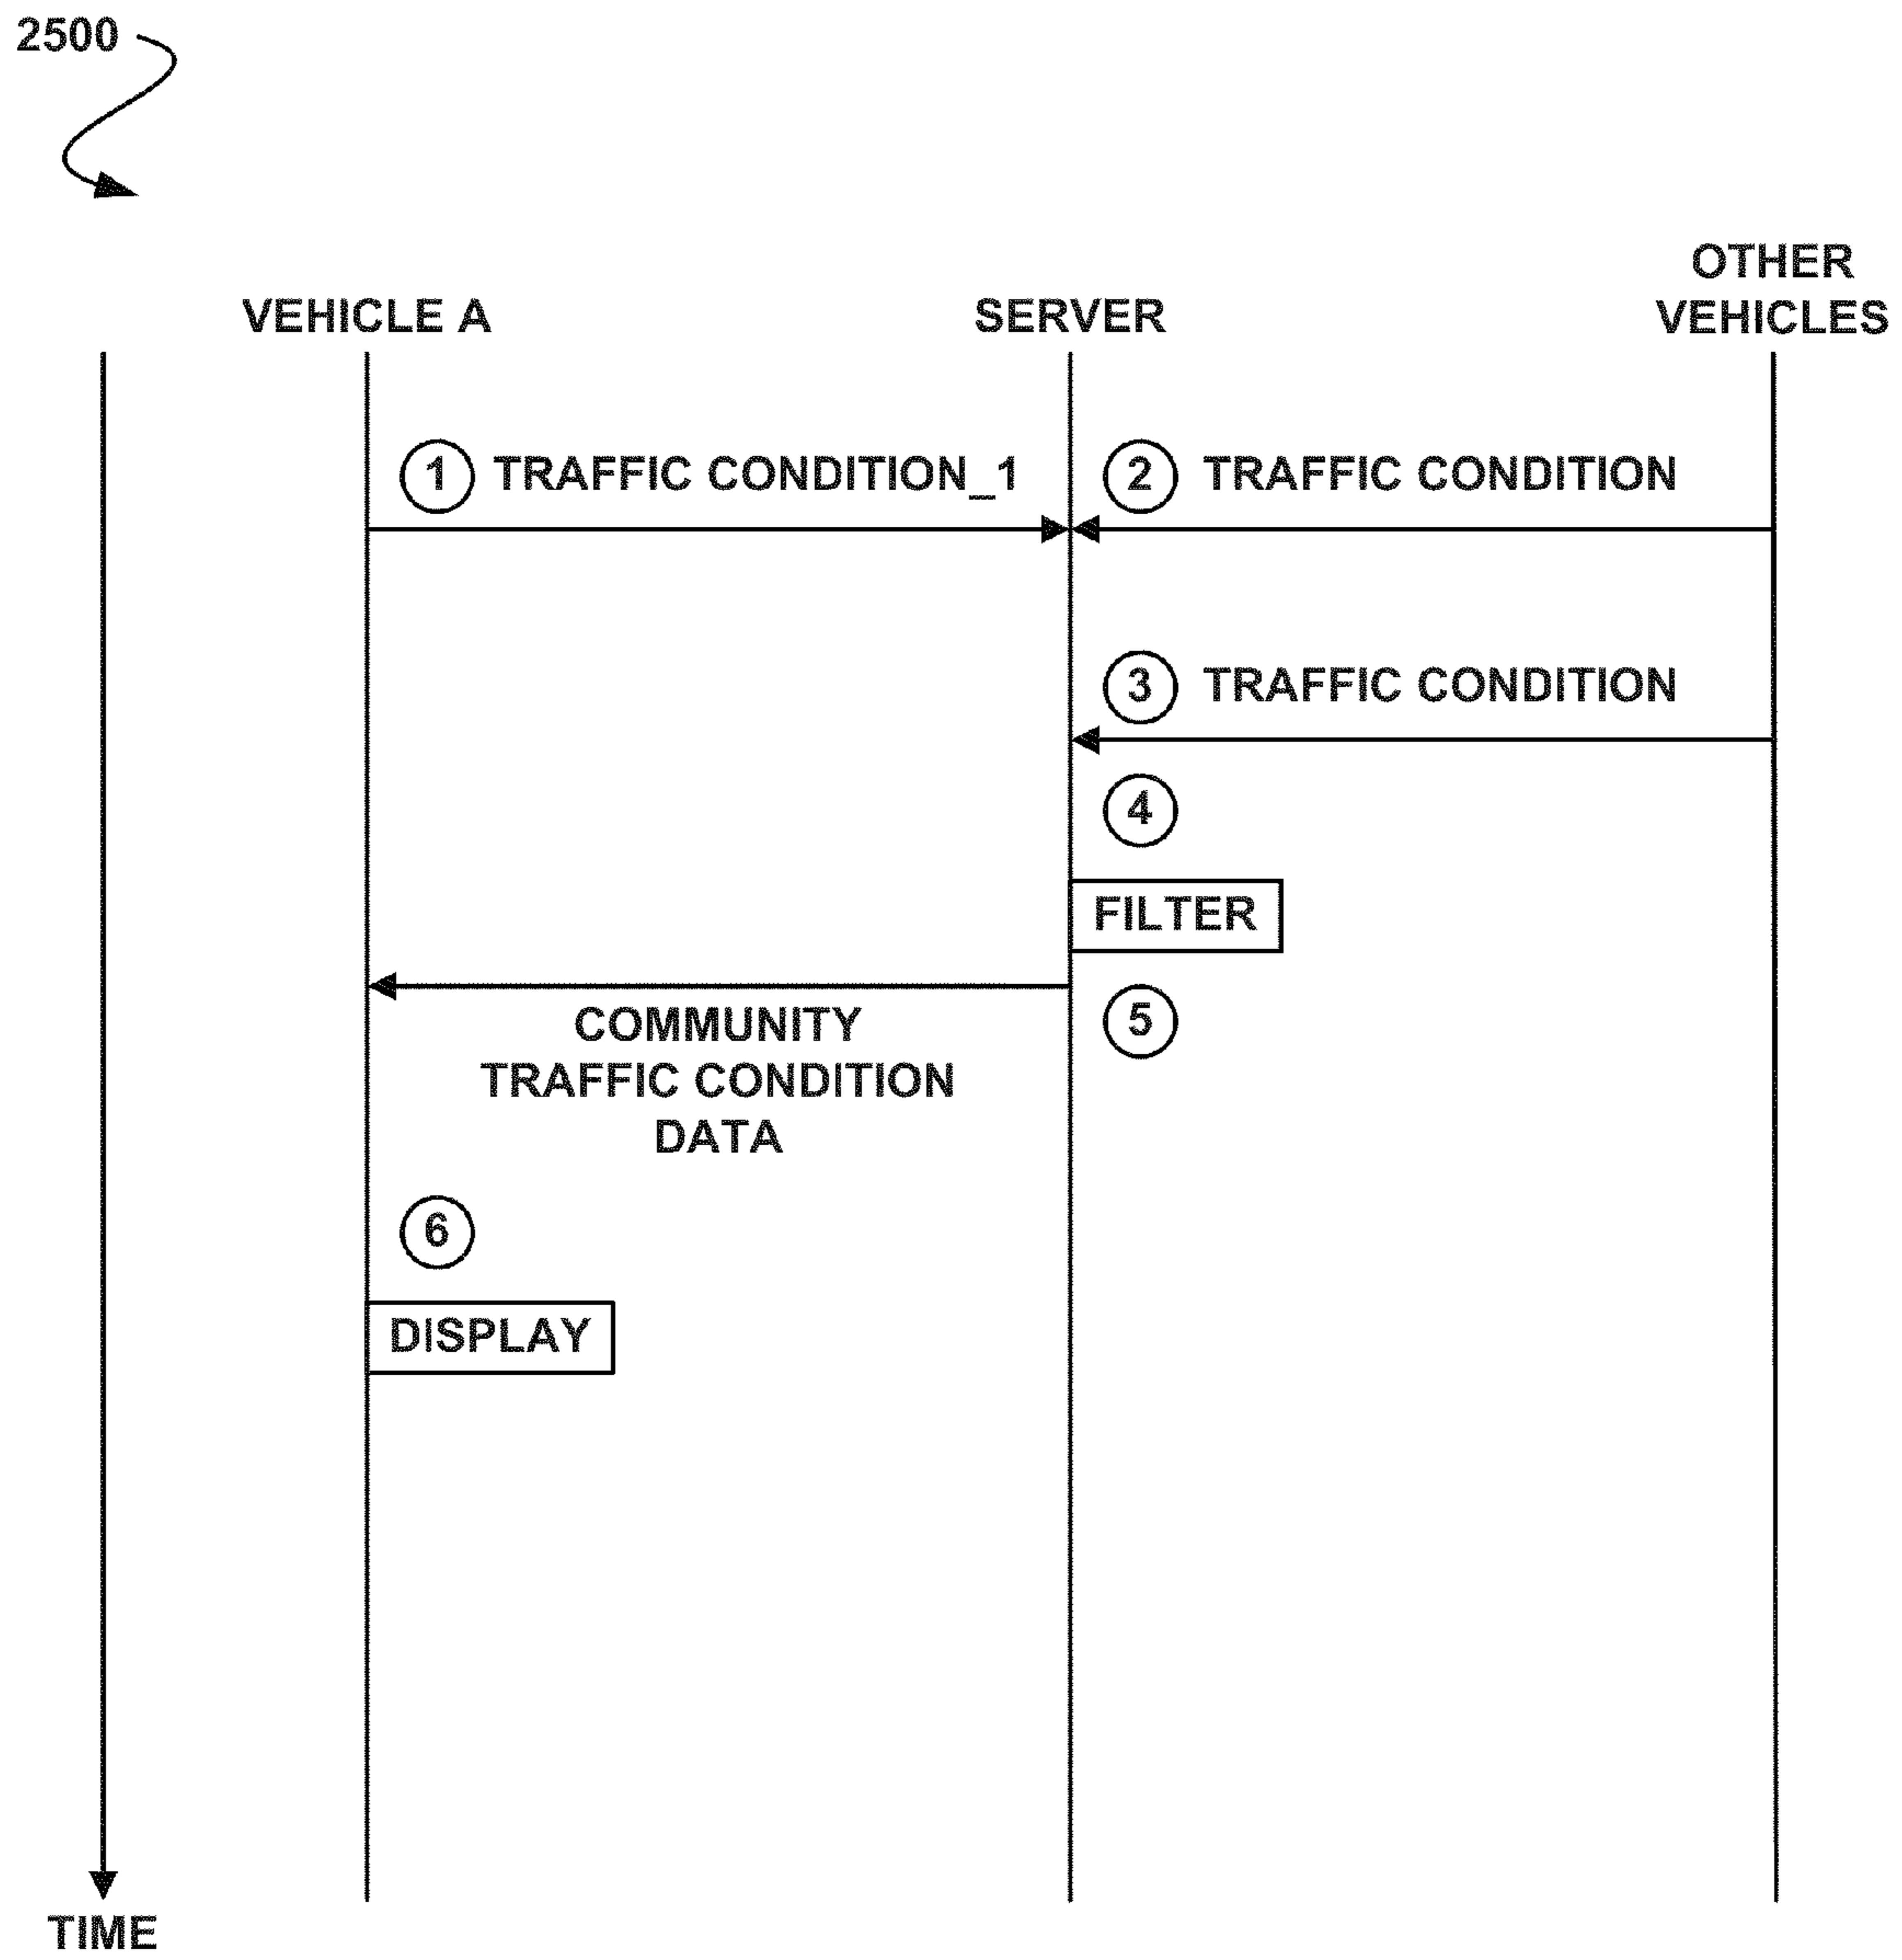 2500
VEHICLE A
SERVER
OTHER
VEHICLES
1 TRAFFIC CONDITION_1
2 TRAFFIC CONDITION
3 TRAFFIC CONDITION
4
FILTER
5
COMMUNITY
TRAFFIC CONDITION
DATA
6
DISPLAY
TIME